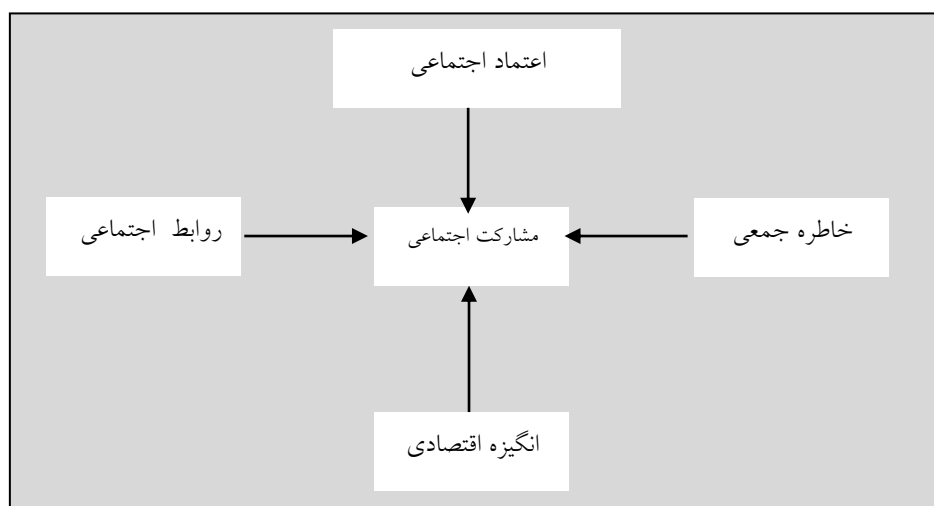 اعتماد اجتماعی
خاطره جمعی
مشارکت اجتماعی
روابط اجتماعی
انگیزه اقتصادی